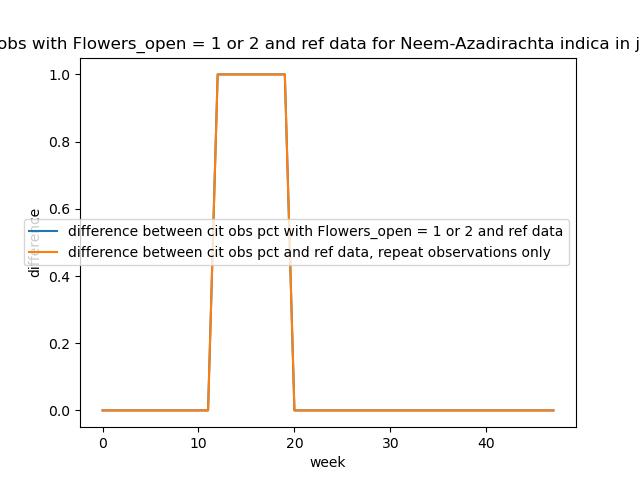 obs with Flowers_open = 1 or 2 and ref data for Neem-Azadirachta indica in j
1.0
0.8
0.6
0.4
0.2
0.0
difference
difference between cit obs pct with Flowers_open = 1 or 2 and ref data
difference between cit obs pct and ref data, repeat observations only
0 10 20 30 40
week